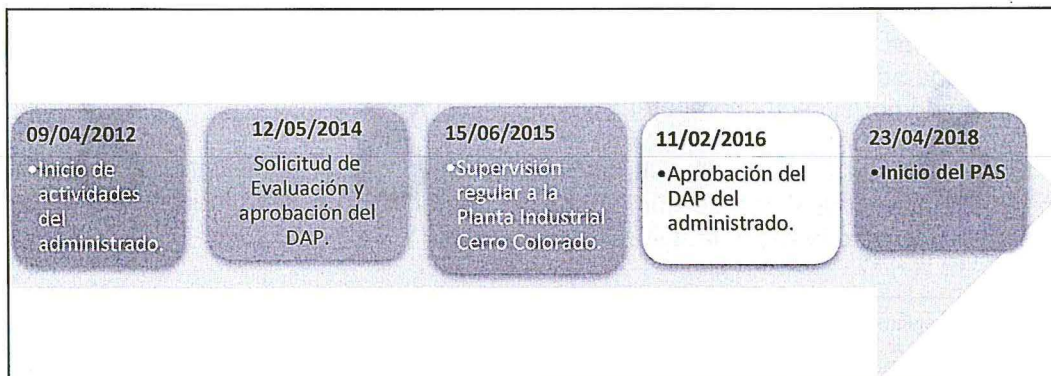 09/04/2012
•Inicio de
actividades
del
administrado.
12/05/2014
Solicitud de
Evaluación y
aprobación del
DAP.
15/06/2015
•Supervisión
regular a la
Planta Industrial
Cerro Colorado.
11/02/2016
•Aprobación del
DAP del
administrado.
23/04/2018
•Inicio del PAS